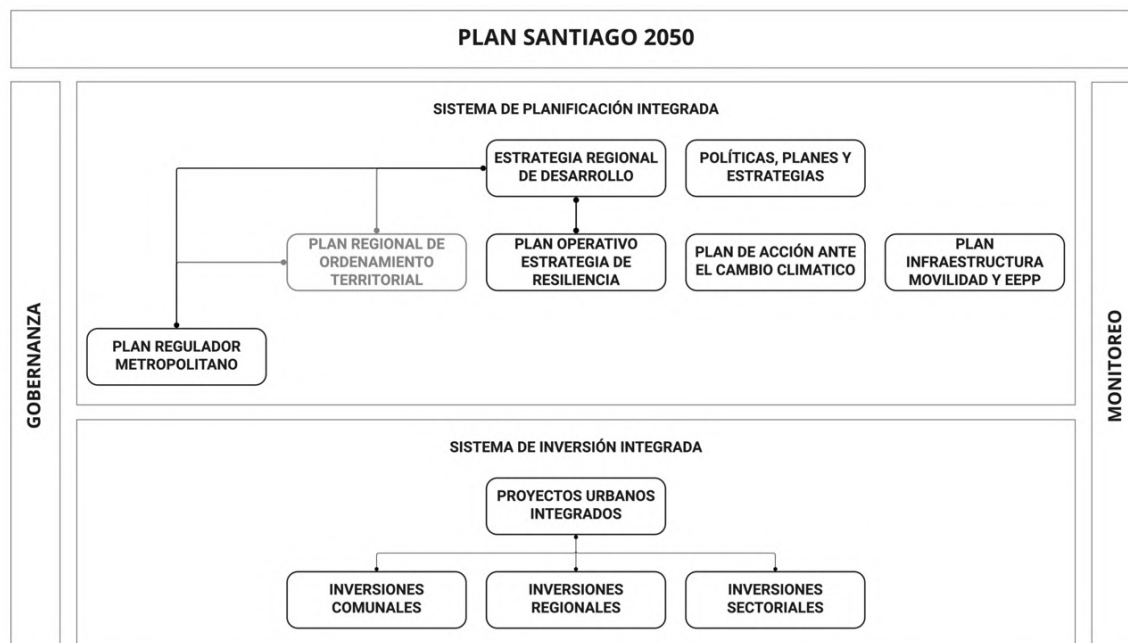 PLAN SANTIAGO 2050
GOBERNANZA
SISTEMA DE PLANIFICACIÓN INTEGRADA
ESTRATEGIA REGIONAL
DE DESARROLLO
POLÍTICAS, PLANES Y
ESTRATEGIAS
PLAN REGIONAL DE
ORDENAMIENTO
TERRITORIAL
PLAN OPERATIVO
ESTRATEGIA DE
RESILIENCIA
PLAN DE ACCIÓN ANTE
EL CAMBIO CLIMATICO
PLAN
INFRAESTRUCTURA
MOVILIDAD Y EEPP
PLAN REGULADOR
METROPOLITANO
SISTEMA DE INVERSIÓN INTEGRADA
PROYECTOS URBANOS
INTEGRADOS
INVERSIONES
COMUNALES
INVERSIONES
REGIONALES
INVERSIONES
SECTORIALES
MONITOREO